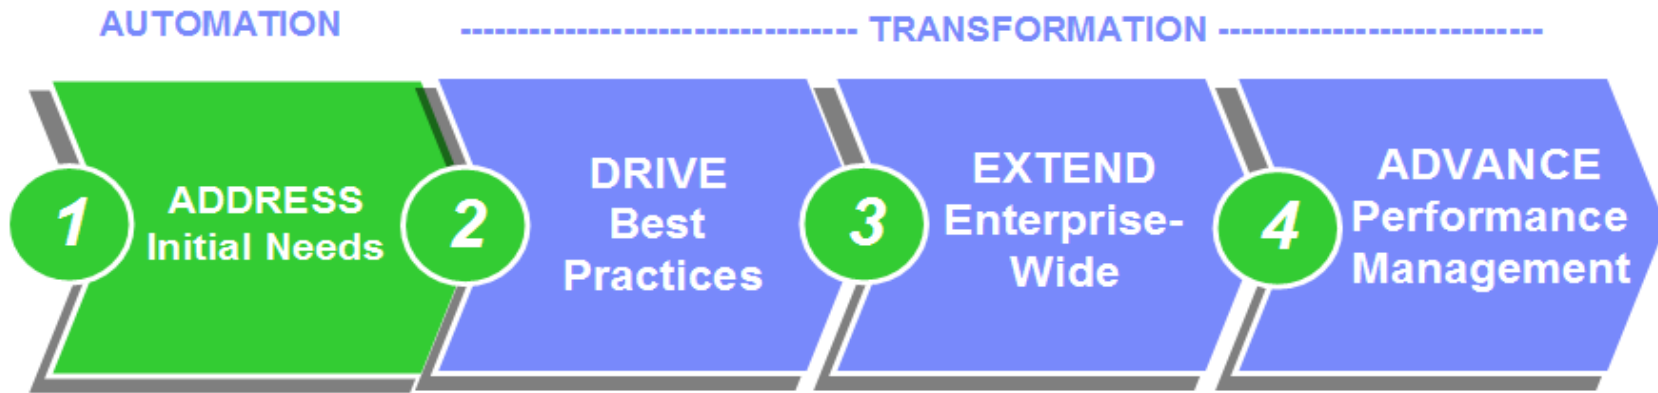 AUTOMATION
-------------------------------- TRANSFORMATION --------------------------
1
ADDRESS
Initial Needs
2
DRIVE
Best
Practices
3
EXTEND
Enterprise-
Wide
4
ADVANCE
Performance
Management